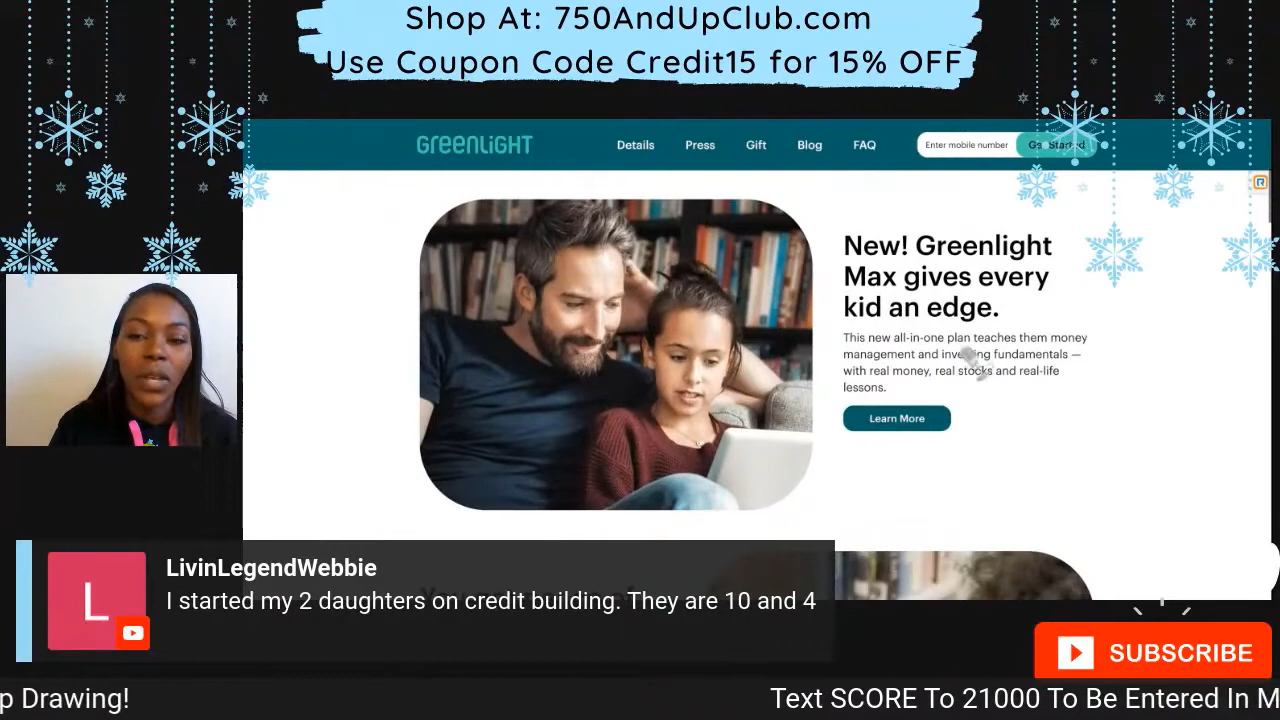 Shop At: 750AndUpClub.com
Use Coupon Code Credit15 for 15% OFF
GREENLiGHT
Details
Press
Gift
Blog
FAQ
Enter mobile number
Get Started
New! Greenlight
Max gives every
kid an edge.
This new all-in-one plan teaches them money
management and investing fundamentals —
with real money, real stocks and real-life
lessons.
Learn More
LivinLegendWebbie
I started my 2 daughters on credit building. They are 10 and 4
L
SUBSCRIBE
p Drawing!
Text SCORE To 21000 To Be Entered In M